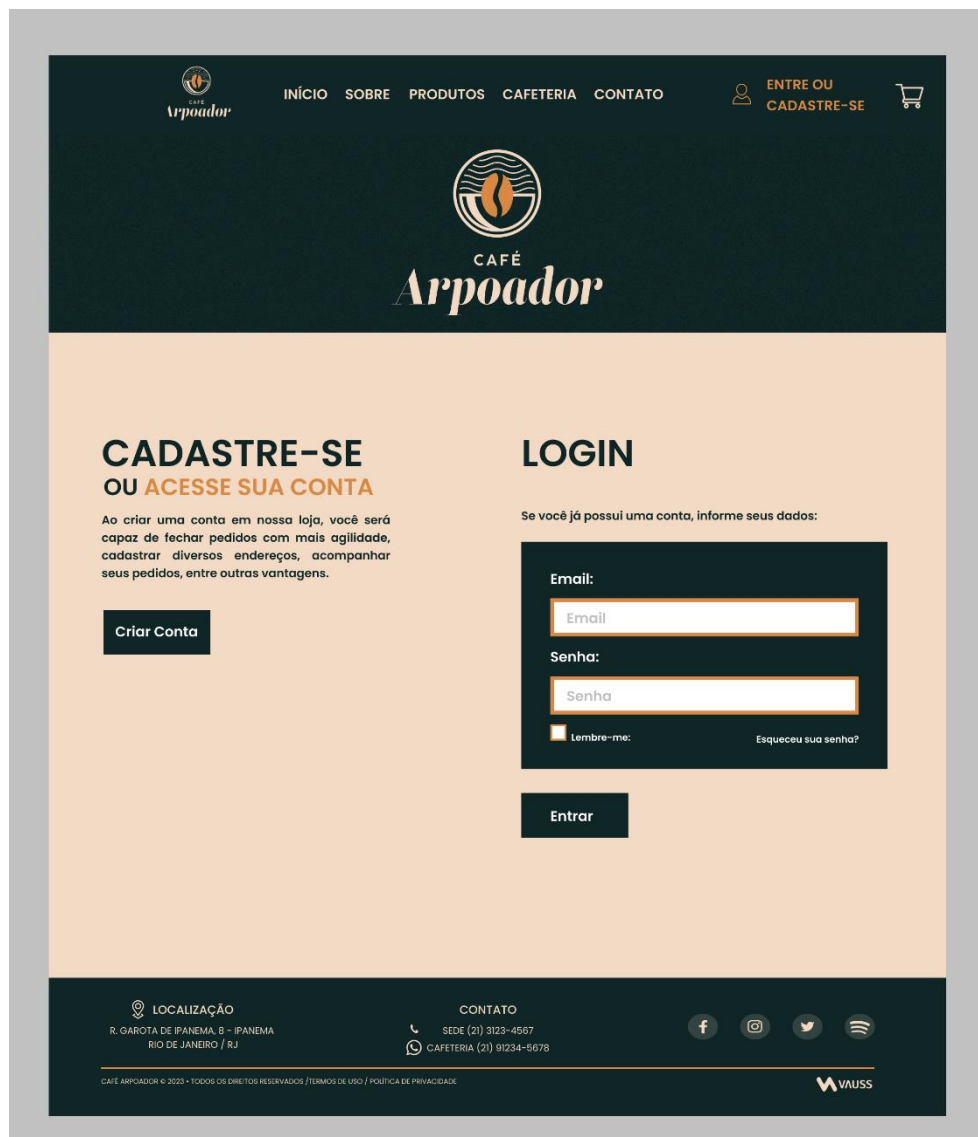 CAFÉ
Arpoador
INÍCIO SOBRE PRODUTOS CAFETERIA CONTATO
ENTRE OU
CADASTRE-SE
CAFÉ
Arpoador
CADASTRE-SE
OU ACESSE SUA CONTA
Ao criar uma conta em nossa loja, você será
capaz de fechar pedidos com mais agilidade,
cadastrar diversos endereços, acompanhar
seus pedidos, entre outras vantagens.
Criar Conta
LOGIN
Se você já possui uma conta, informe seus dados:
Email:
Email
Senha:
Senha
Lembre-me:
Esqueceu sua senha?
Entrar
LOCALIZAÇÃO
R. GAROTA DE IPANEMA, 8 - IPANEMA
RIO DE JANEIRO / RJ
CONTATO
SEDE (21) 3123-4567
CAFETERIA (21) 91234-5678
CAFÉ ARPOADOR © 2023 • TODOS OS DIREITOS RESERVADOS /TERMOS DE USO / POLÍTICA DE PRIVACIDADE
VAUSS